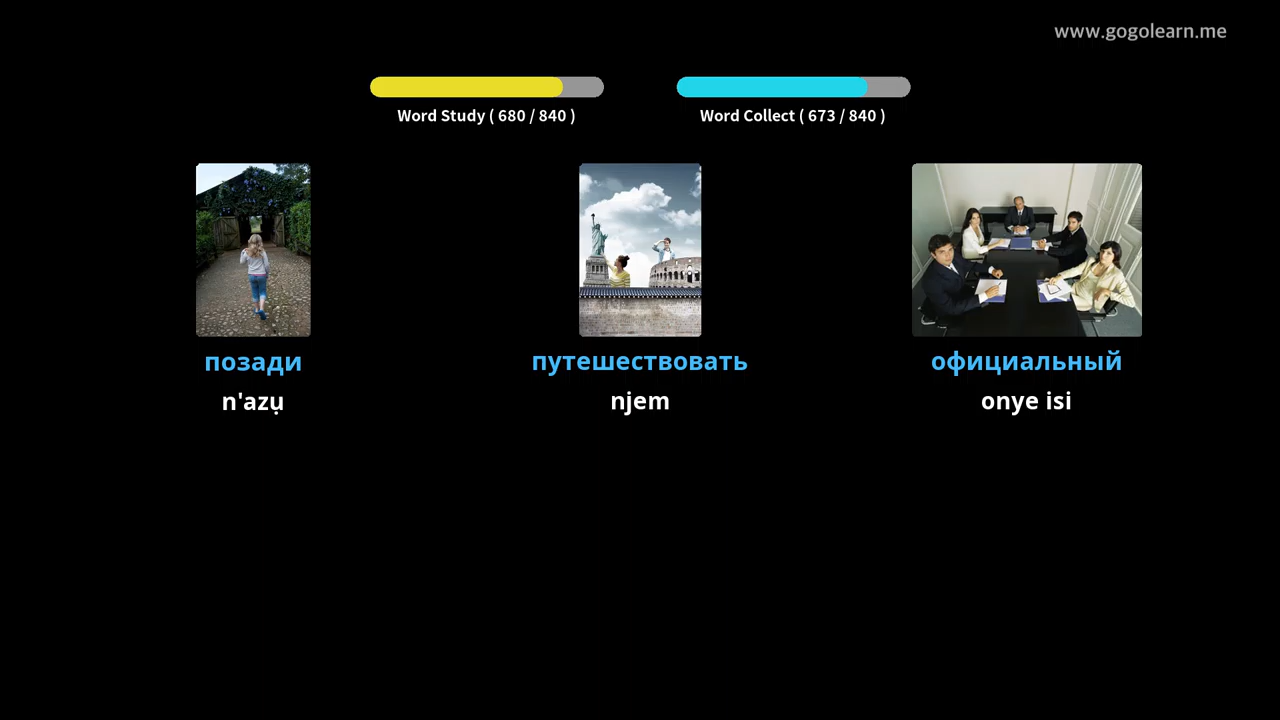 www.gogolearn.me
Word Study ( 680 / 840 )
Word Collect ( 673 / 840 )
позади
путешествовать
официальный
n'azụ
njem
onye isi